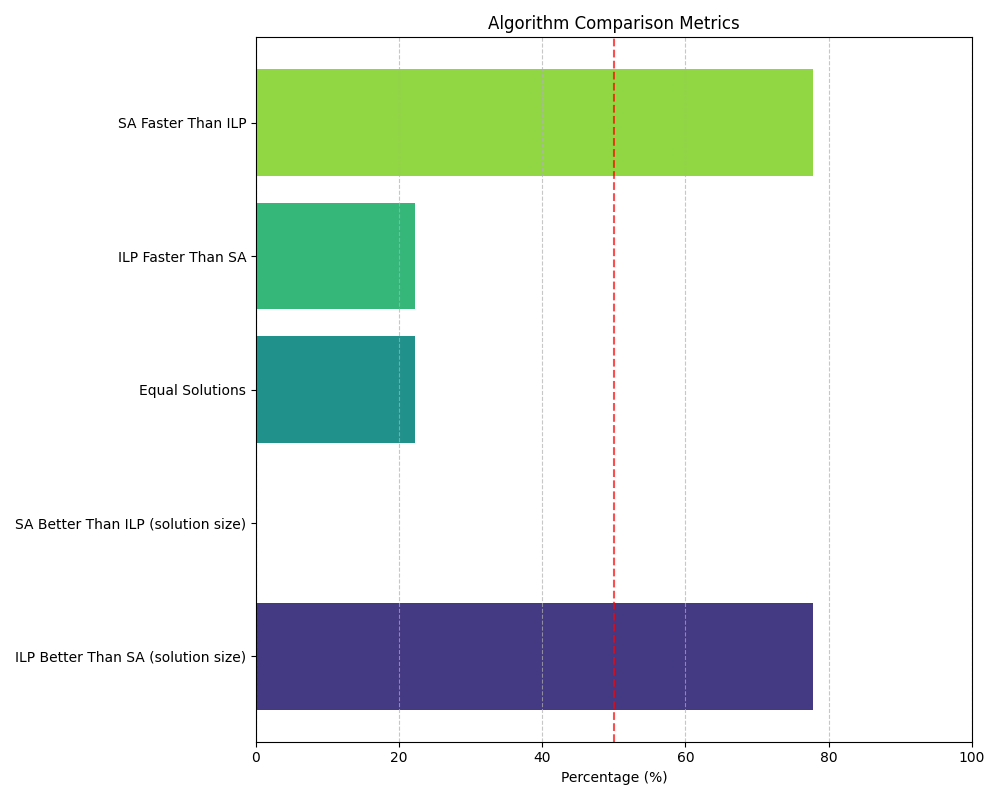 Algorithm Comparison Metrics
SA Faster Than ILP
ILP Faster Than SA
Equal Solutions
SA Better Than ILP (solution size)
ILP Better Than SA (solution size)
0 20 40 60 80 100
Percentage (%)